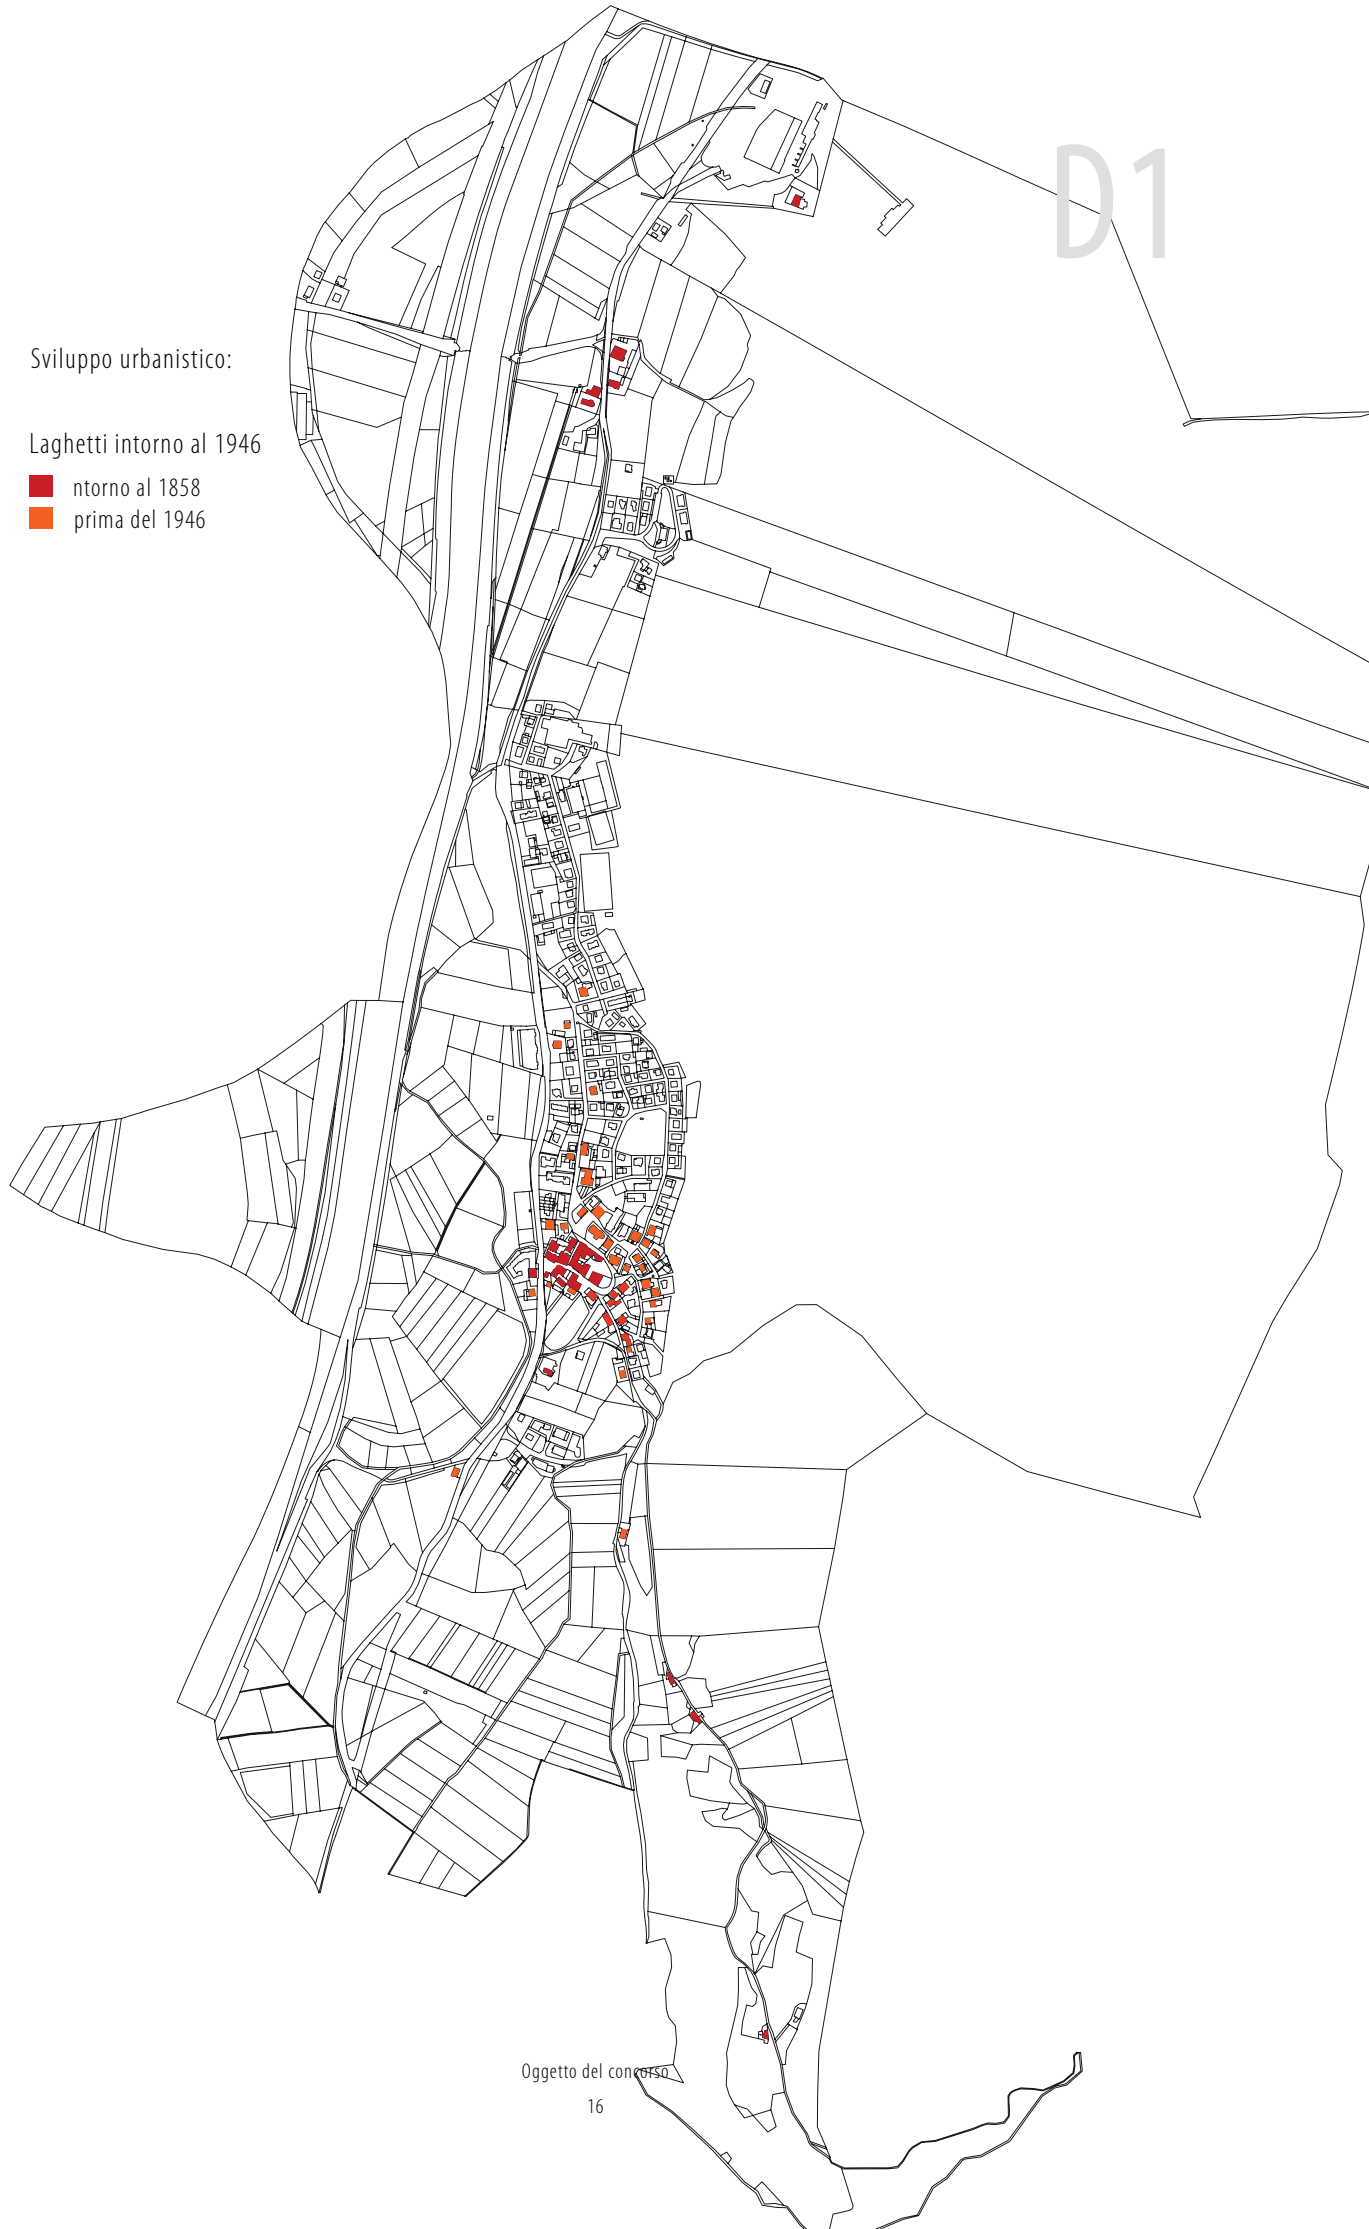 D1
Sviluppo urbanistico:
Laghetti intorno al 1946
ntorno al 1858
prima del 1946
Oggetto del concorso
16